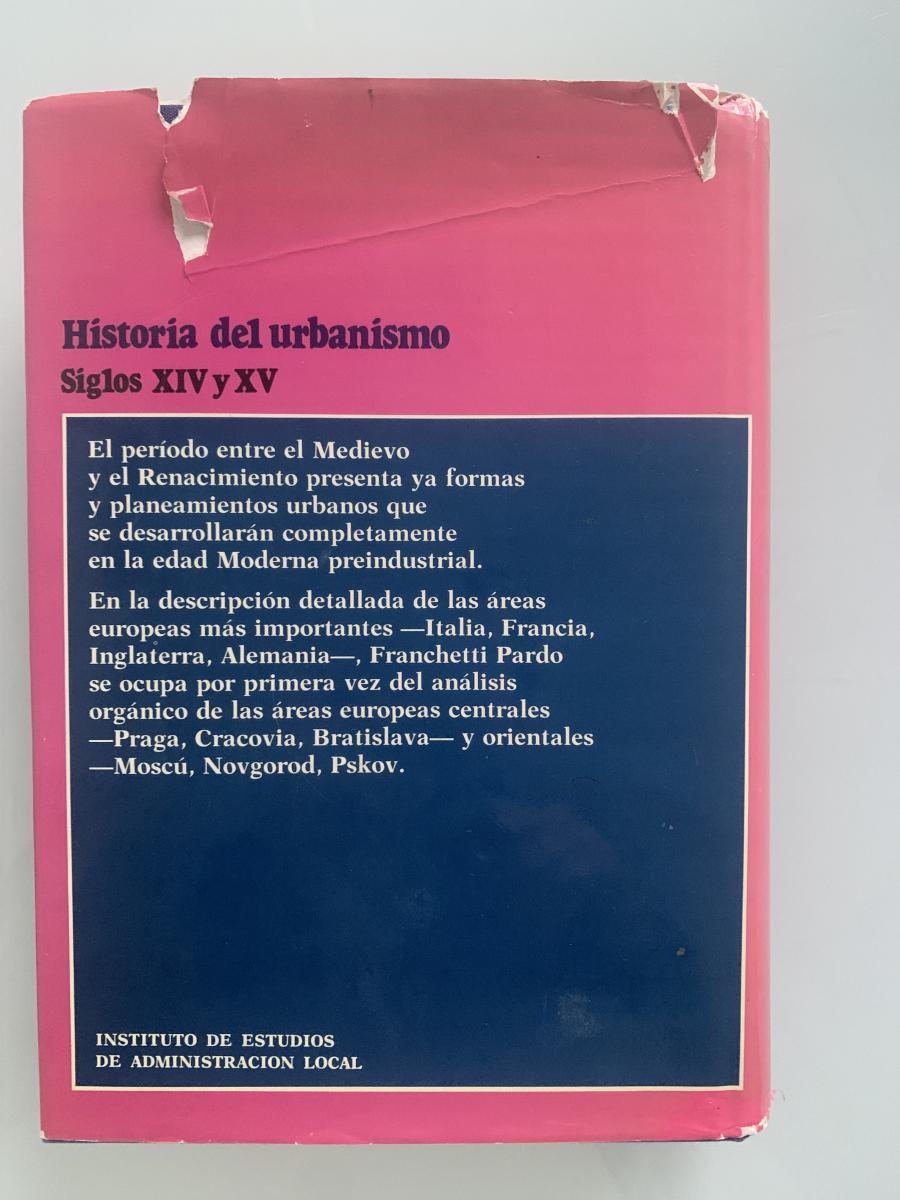 Historia del urbanismo
Siglos XIV y XV
El período entre el Medievo
y el Renacimiento presenta ya formas
y planeamientos urbanos que
se desarrollarán completamente
en la edad Moderna preindustrial.
En la descripción detallada de las áreas
europeas más importantes —Italia, Francia,
Inglaterra, Alemania—, Franchetti Pardo
se ocupa por primera vez del análisis
orgánico de las áreas europeas centrales
—Praga, Cracovia, Bratislava— y orientales
—Moscú, Novgorod, Pskov.
INSTITUTO DE ESTUDIOS
DE ADMINISTRACION LOCAL